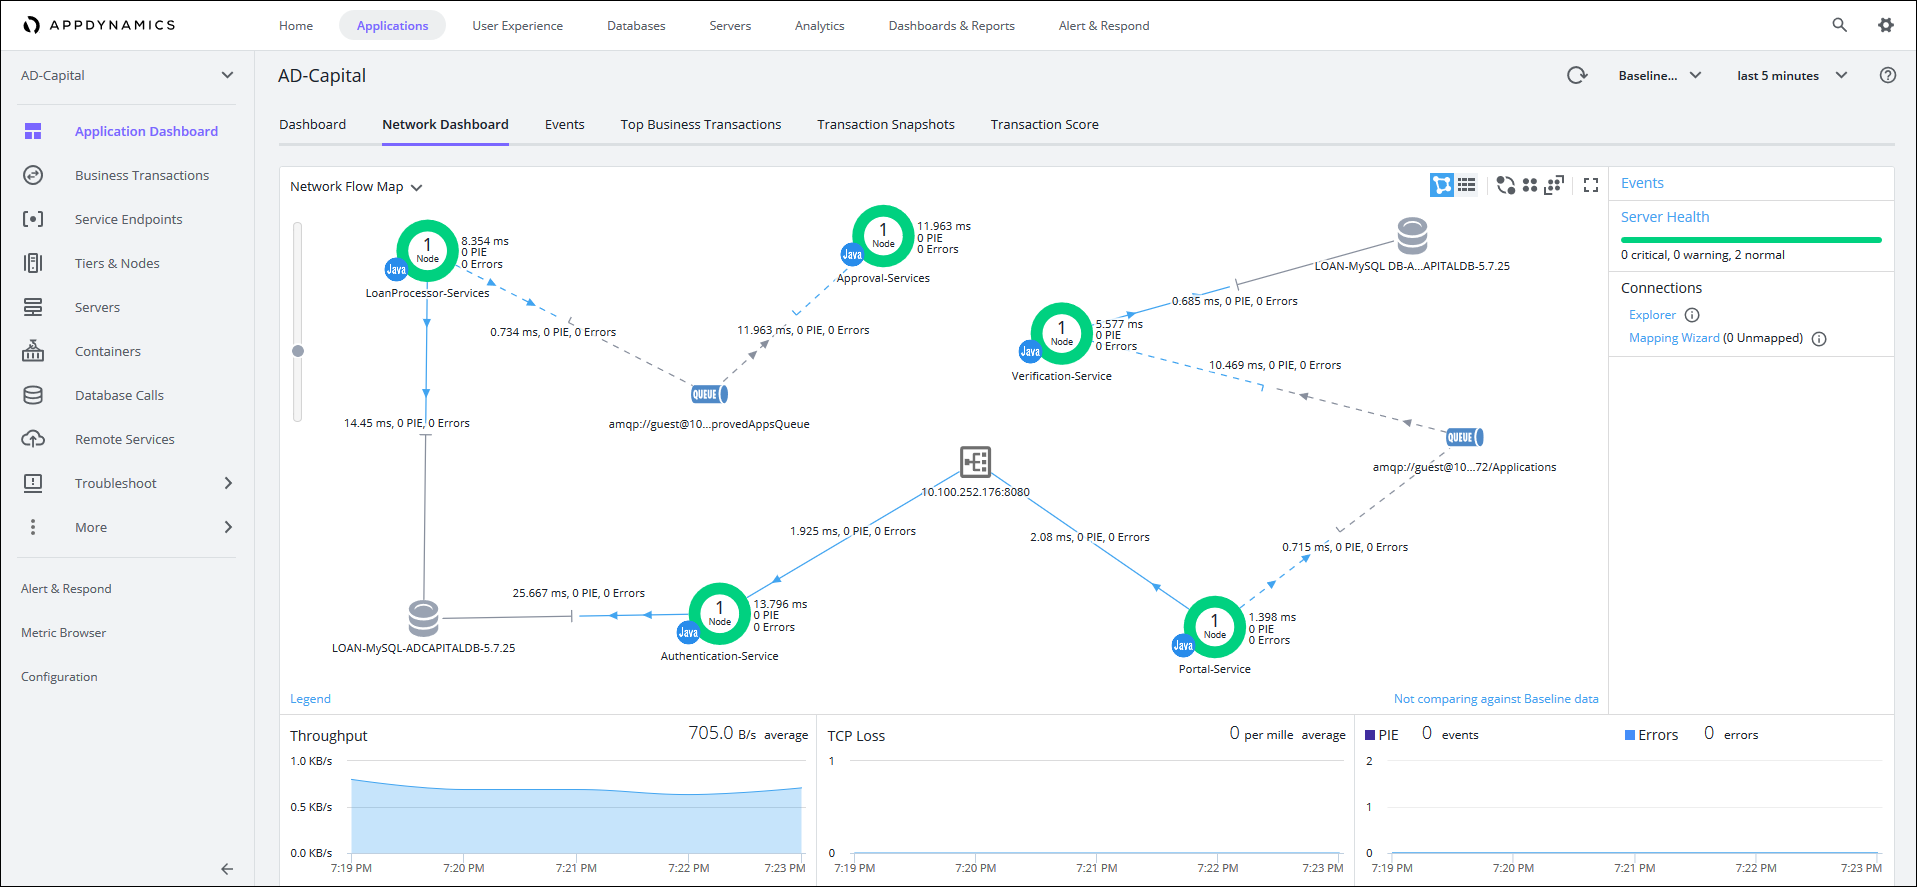 APPDYNAMICS
Home
Applications
User Experience
Databases
Servers
Analytics
Dashboards & Reports
Alert & Respond
AD-Capital
Application Dashboard
Business Transactions
Service Endpoints
Tiers & Nodes
Servers
Containers
Database Calls
Remote Services
Troubleshoot
More
Alert & Respond
Metric Browser
Configuration
AD-Capital
Baseline...
last 5 minutes
Dashboard
Network Dashboard
Events
Top Business Transactions
Transaction Snapshots
Transaction Score
Network Flow Map
1
Node
Java
8.354 ms
0 PIE
0 Errors
LoanProcessor-Services
1
Node
Java
11.963 ms
0 PIE
0 Errors
Approval-Services
LOAN-MySQL DB-A...APITALDB-5.7.25
0.685 ms, 0 PIE, 0 Errors
0.734 ms, 0 PIE, 0 Errors
11.963 ms, 0 PIE, 0 Errors
1
Node
Java
5.577 ms
0 PIE
0 Errors
Verification-Service
10.469 ms, 0 PIE, 0 Errors
QUEUE
amqp://guest@10...provedAppsQueue
14.45 ms, 0 PIE, 0 Errors
QUEUE
amqp://guest@10...72/Applications
10.100.252.176:8080
1.925 ms, 0 PIE, 0 Errors
2.08 ms, 0 PIE, 0 Errors
0.715 ms, 0 PIE, 0 Errors
25.667 ms, 0 PIE, 0 Errors
1
Node
Java
13.796 ms
0 PIE
0 Errors
Authentication-Service
1
Node
Java
1.398 ms
0 PIE
0 Errors
Portal-Service
LOAN-MySQL-ADCAPITALDB-5.7.25
Legend
Not comparing against Baseline data
Events
Server Health
0 critical, 0 warning, 2 normal
Connections
Explorer
Mapping Wizard (0 Unmapped)
Throughput
705.0 B/s average
1.0 KB/s
0.5 KB/s
0.0 KB/s
7:19 PM
7:20 PM
7:21 PM
7:22 PM
7:23 PM
TCP Loss
0 per mille average
1
0
7:19 PM
7:20 PM
7:21 PM
7:22 PM
7:23 PM
PIE 0 events
Errors 0 errors
2
1
0
7:19 PM
7:20 PM
7:21 PM
7:22 PM
7:23 PM